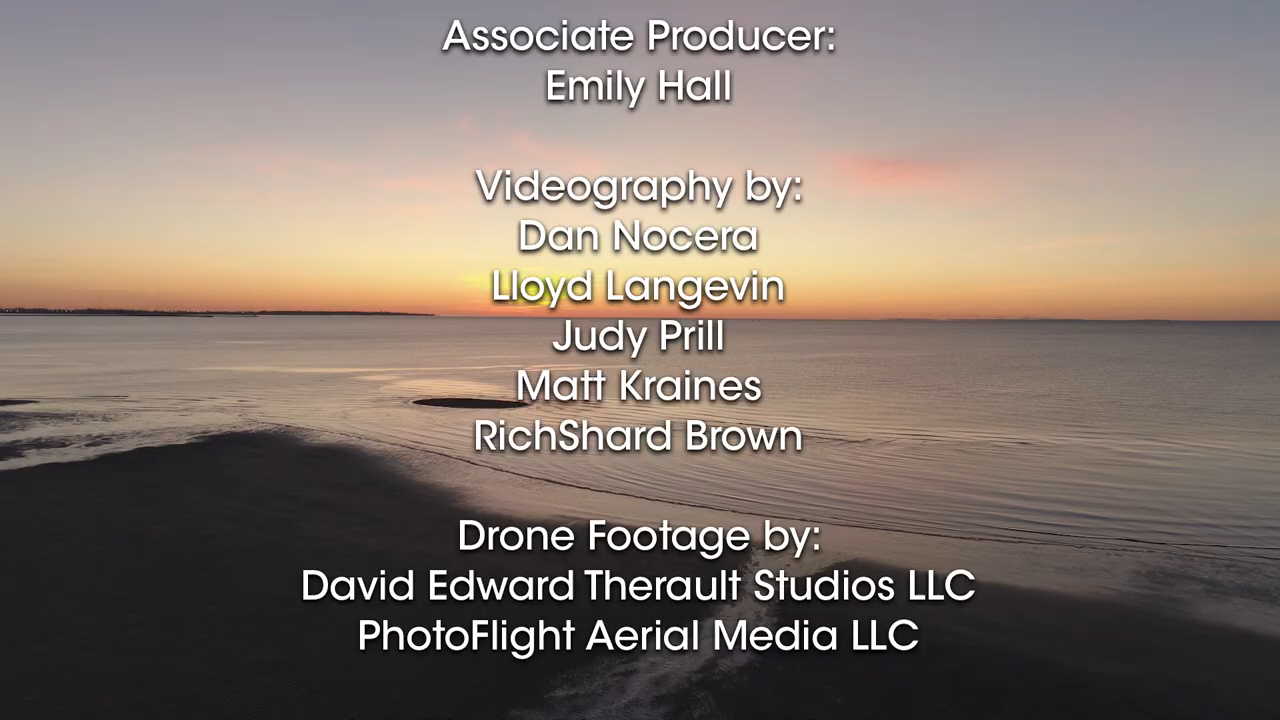 Associate Producer:
Emily Hall
Videography by:
Dan Nocera
Lloyd Langevin
Judy Prill
Matt Kraines
RichShard Brown
Drone Footage by:
David Edward Therault Studios LLC
PhotoFlight Aerial Media LLC